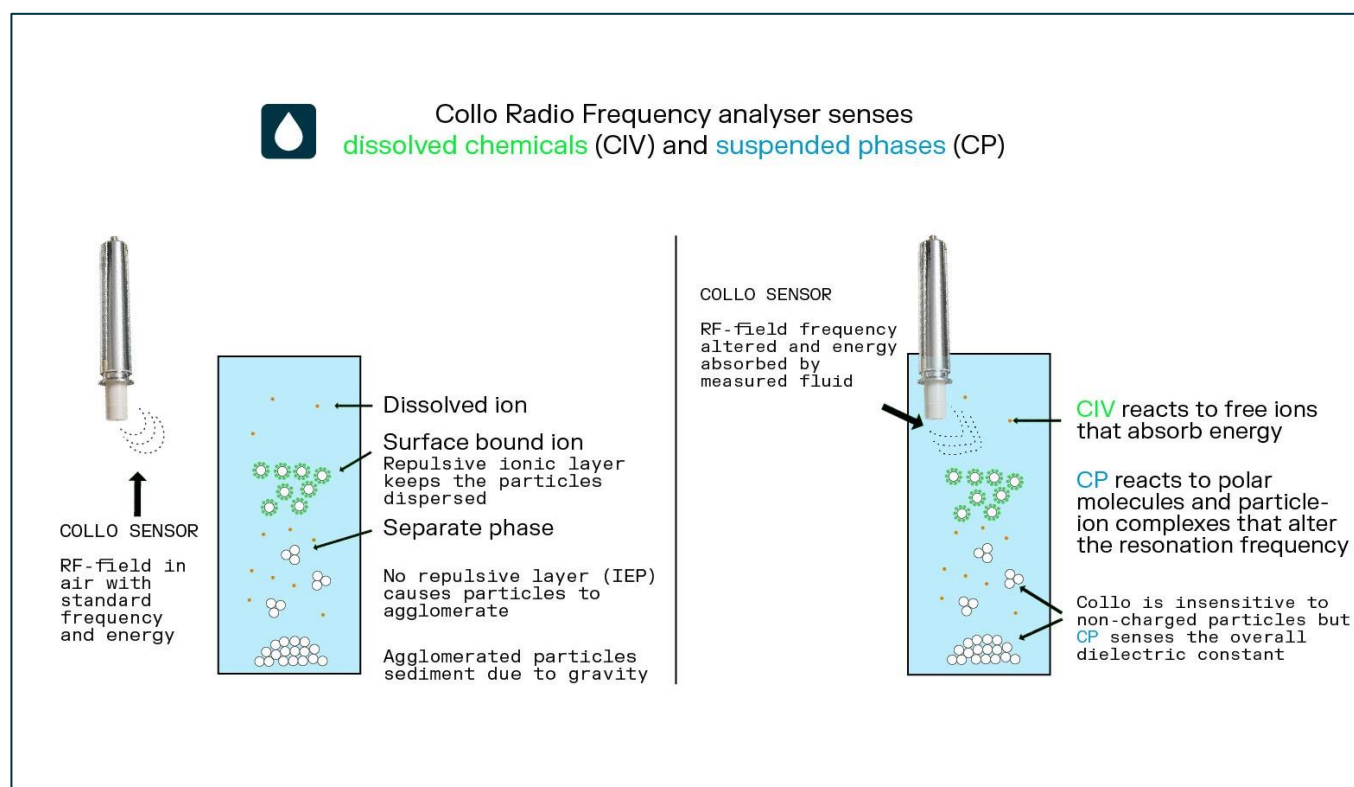 Collo Radio Frequency analyser senses
dissolved chemicals (CIV) and suspended phases (CP)
COLLO SENSOR
RF-field in
air with
standard
frequency
and energy
Dissolved ion
Surface bound ion
Repulsive ionic layer
keeps the particles
dispersed
Separate phase
No repulsive layer (IEP)
causes particles to
agglomerate
Agglomerated particles
sediment due to gravity
COLLO SENSOR
RF-field frequency
altered and energy
absorbed by
measured fluid
CIV reacts to free ions
that absorb energy
CP reacts to polar
molecules and particle-
ion complexes that alter
the resonation frequency
Collo is insensitive to
non-charged particles but
CP senses the overall
dielectric constant